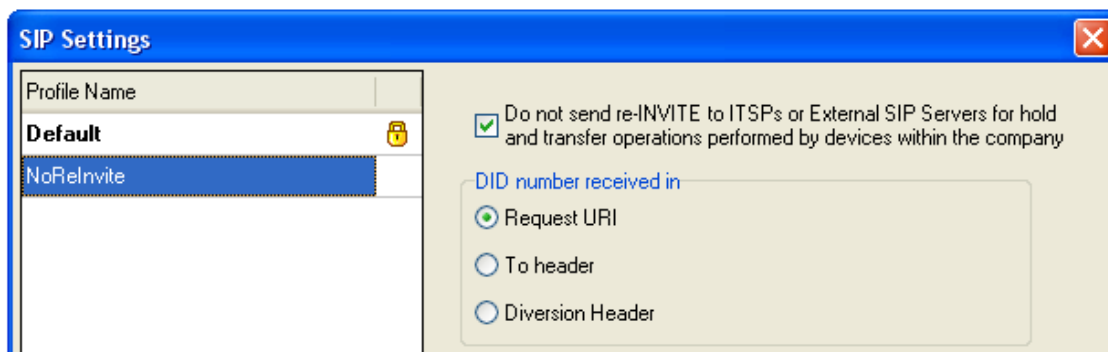 SIP Settings
Profile Name
Default
NoReInvite
Do not send re-INVITE to ITSPs or External SIP Servers for hold
and transfer operations performed by devices within the company
DID number received in
Request URI
To header
Diversion Header